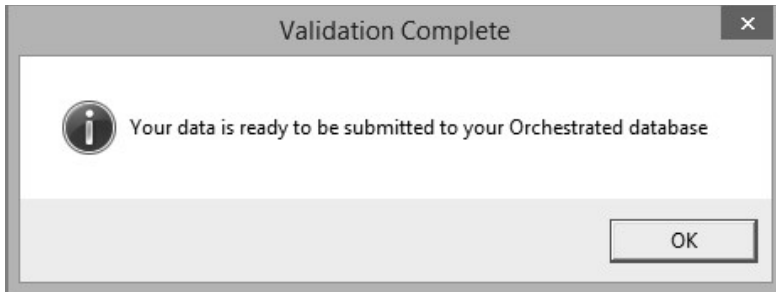 Validation Complete
Your data is ready to be submitted to your Orchestrated database
OK